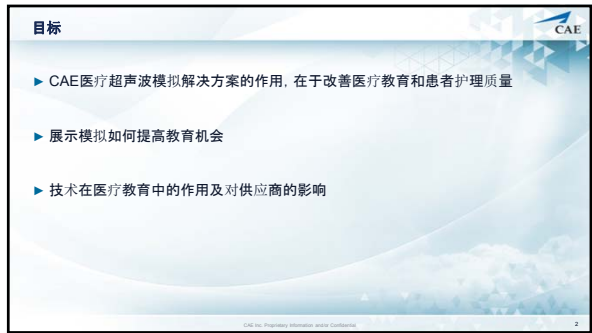 目标
CAE
► CAE医疗超声波模拟解决方案的作用, 在于改善医疗教育和患者护理质量
► 展示模拟如何提高教育机会
► 技术在医疗教育中的作用及对供应商的影响
CAE Inc. Proprietary Information and/or Confidential
2